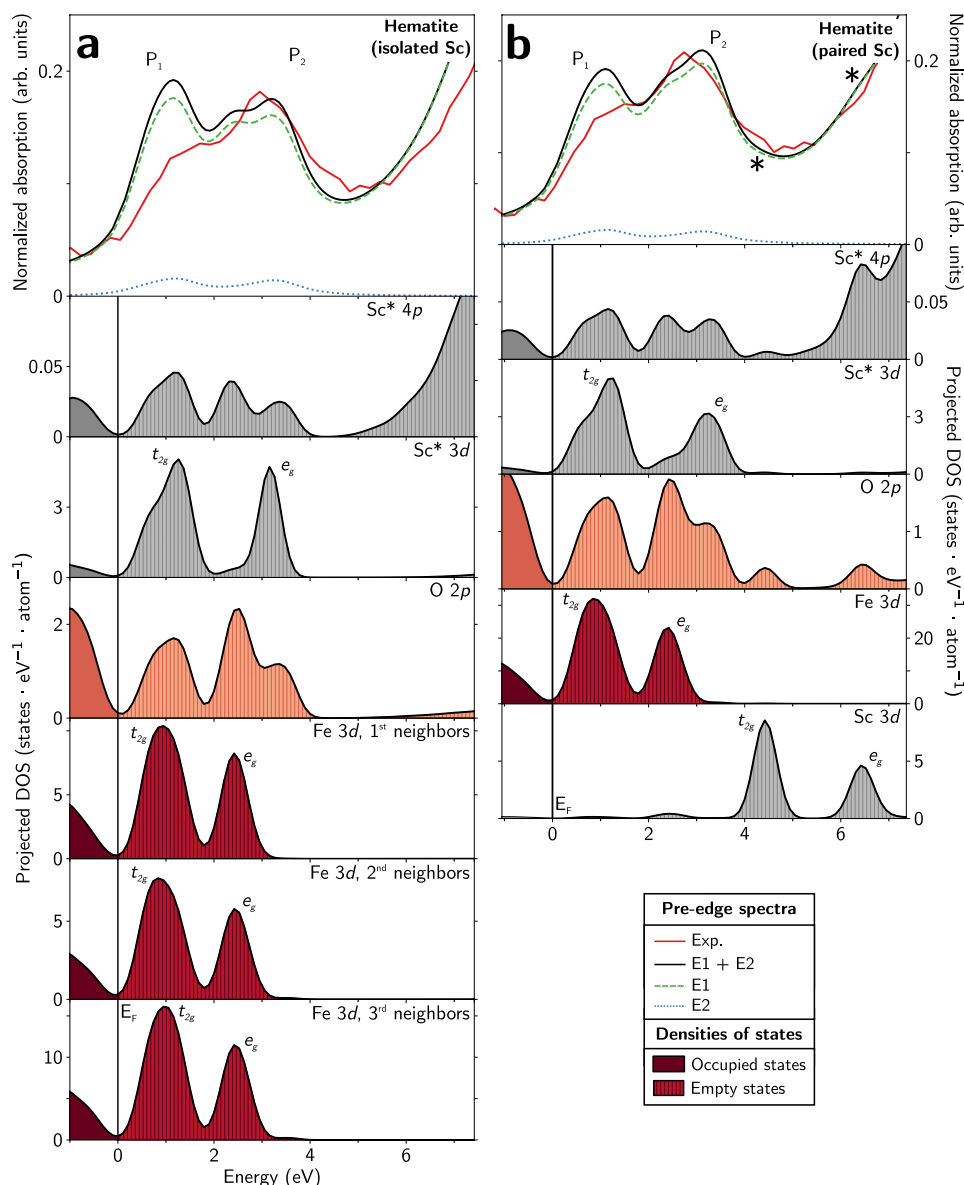 a
Hematite
(isolated Sc)
P1
P2
Normalized absorption (arb. units)
0.2
0
Sc* 4p
0.05
0
Sc* 3d
t2g
eg
3
0
O 2p
2
0
Projected DOS (states · eV⁻¹ · atom⁻¹)
Fe 3d, 1st neighbors
t2g
eg
5
0
Fe 3d, 2nd neighbors
t2g
eg
5
0
EF
Fe 3d, 3rd neighbors
t2g
eg
10
0
0 2 4 6
Energy (eV)
b
Hematite
(paired Sc)
P1
P2
*
*
Normalized absorption (arb. units)
0.2
0.1
0
Sc* 4p
0.05
0
Sc* 3d
t2g
eg
3
0
Projected DOS (states · eV⁻¹ · atom⁻¹)
O 2p
1
0
Fe 3d
t2g
eg
20
0
Sc 3d
t2g
eg
5
0
EF
0 2 4 6
Pre-edge spectra
Exp.
E1 + E2
E1
E2
Densities of states
Occupied states
Empty states